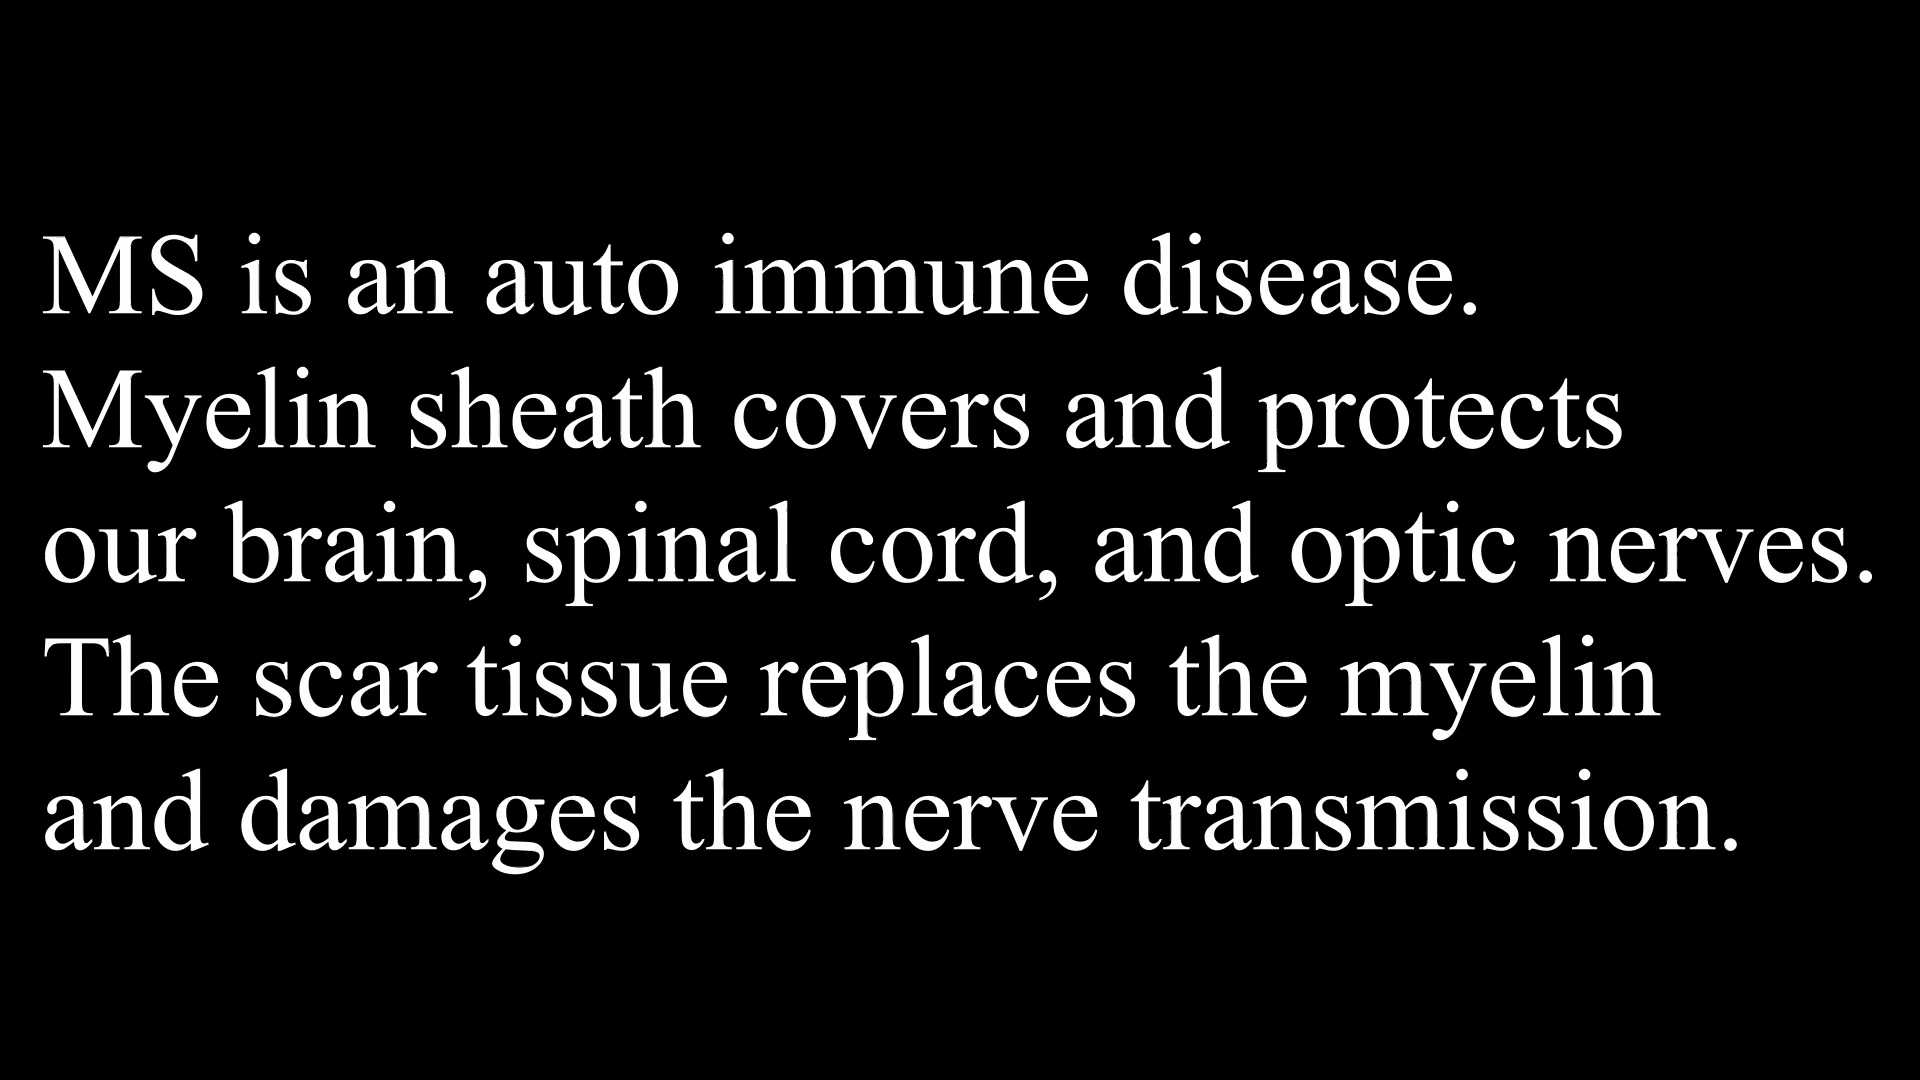 MS is an auto immune disease.
Myelin sheath covers and protects
our brain, spinal cord, and optic nerves.
The scar tissue replaces the myelin
and damages the nerve transmission.